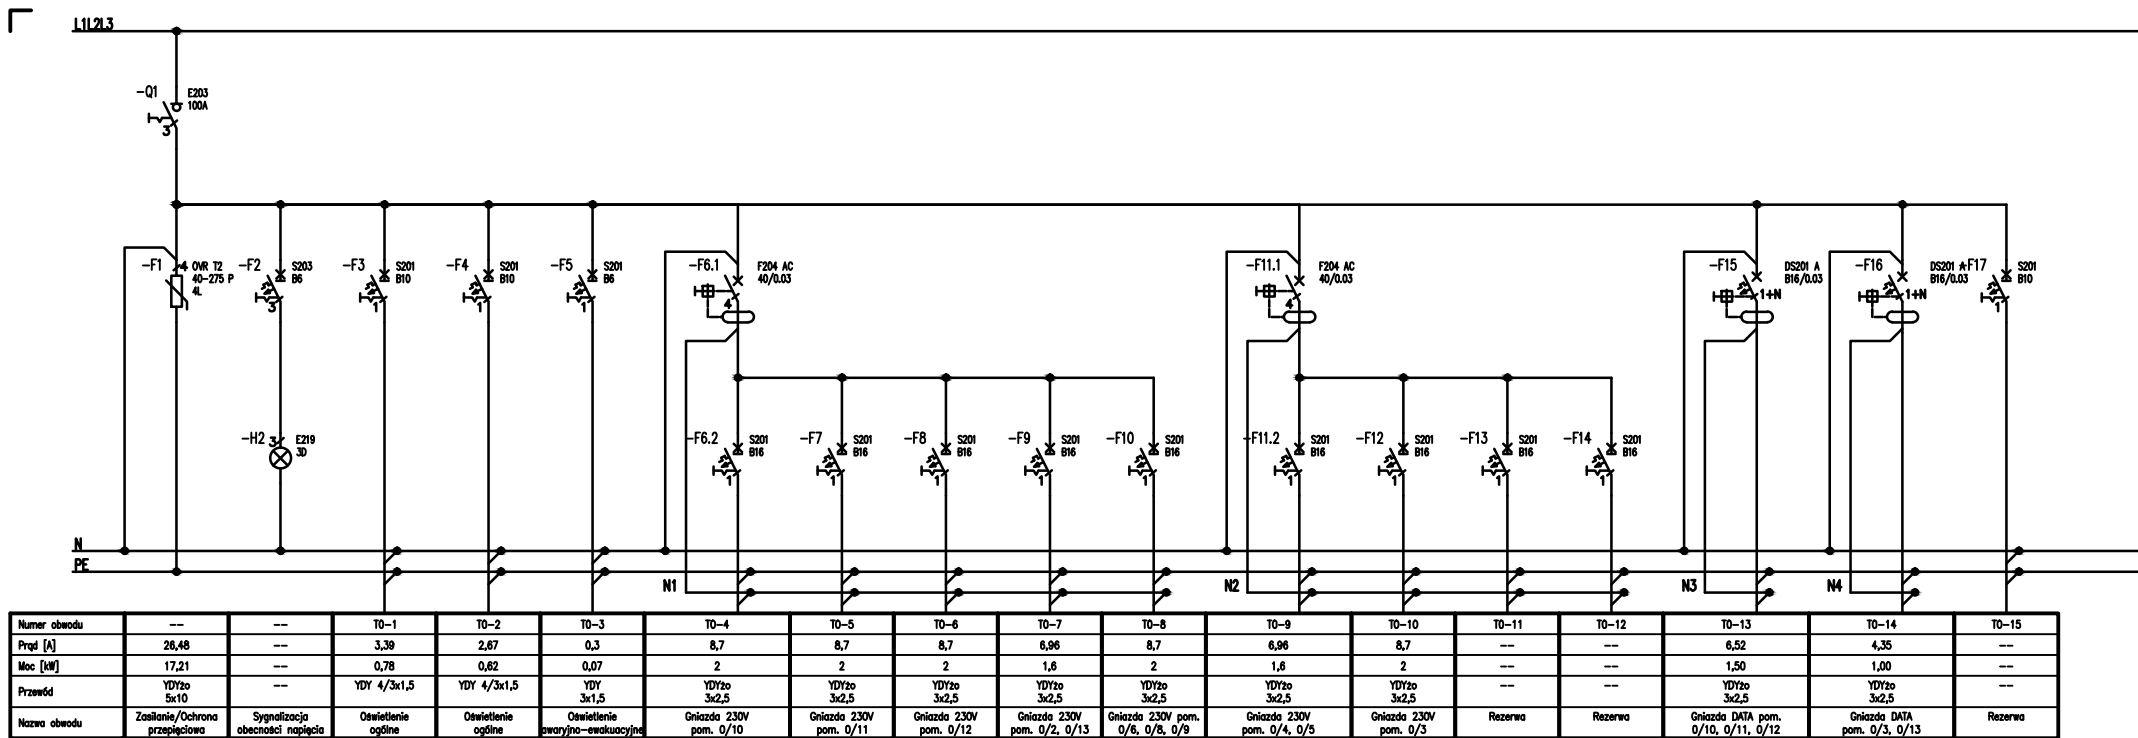 L1L2L3
-Q1
E203
100A
3
-F1
4
OVR T2
40-275 P
4L
-F2
S203
B6
3
-F3
S201
B10
1
-F4
S201
B10
1
-F5
S201
B6
1
-F6.1
F204 AC
40/0.03
4
-F11.1
F204 AC
40/0.03
4
-F15
DS201 A
B16/0.03
1+N
-F16
DS201 A
B16/0.03
1+N
-F17
S201
B10
1
-H2
3
E219
3D
-F6.2
S201
B16
1
-F7
S201
B16
1
-F8
S201
B16
1
-F9
S201
B16
1
-F10
S201
B16
1
-F11.2
S201
B16
1
-F12
S201
B16
1
-F13
S201
B16
1
-F14
S201
B16
1
N
PE
N1
N2
N3
N4
Numer obwodu -- -- T0-1 T0-2 T0-3 T0-4 T0-5 T0-6 T0-7 T0-8 T0-9 T0-10 T0-11 T0-12 T0-13 T0-14 T0-15
Prąd [A] 26,48 -- 3,39 2,67 0,3 8,7 8,7 8,7 6,96 8,7 6,96 8,7 -- -- 6,52 4,35 --
Moc [kW] 17,21 -- 0,78 0,62 0,07 2 2 2 1,6 2 1,6 2 -- -- 1,50 1,00 --
Przewód YDYżo -- YDY 4/3x1,5 YDY 4/3x1,5 YDY YDYżo YDYżo YDYżo YDYżo YDYżo YDYżo YDYżo -- -- YDYżo YDYżo --
5x10 3x1,5 3x2,5 3x2,5 3x2,5 3x2,5 3x2,5 3x2,5 3x2,5 3x2,5 3x2,5
Nazwa obwodu Zasilanie/Ochrona Sygnalizacja Oświetlenie Oświetlenie Oświetlenie Gniazda 230V Gniazda 230V Gniazda 230V Gniazda 230V Gniazda 230V pom. Gniazda 230V Gniazda 230V Rezerwa Rezerwa Gniazda DATA pom. Gniazda DATA Rezerwa
przepięciowa obecności napięcia ogólne ogólne awaryjno-ewakuacyjne pom. 0/10 pom. 0/11 pom. 0/12 pom. 0/2, 0/13 0/6, 0/8, 0/9 pom. 0/4, 0/5 pom. 0/3 0/10, 0/11, 0/12 pom. 0/3, 0/13